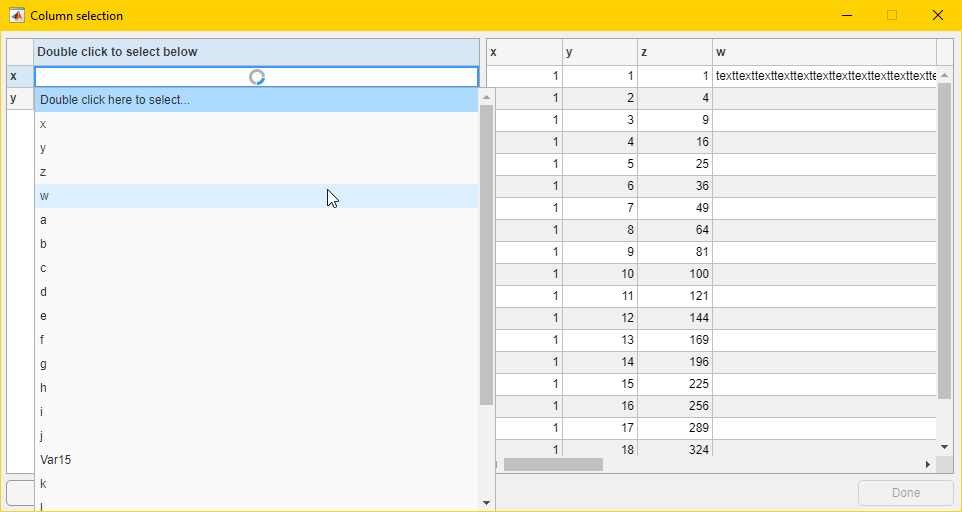 Column selection
Double click to select below
x y z w
x
1 1 1 texttexttexttexttexttexttexttexttexttexttexttextte
y
Double click here to select...
1 2 4
x
1 3 9
y
1 4 16
z
1 5 25
w
1 6 36
a
1 7 49
b
1 8 64
c
1 9 81
d
1 10 100
e
1 11 121
f
1 12 144
g
1 13 169
h
1 14 196
i
1 15 225
j
1 16 256
Var15
1 17 289
k
1 18 324
Done